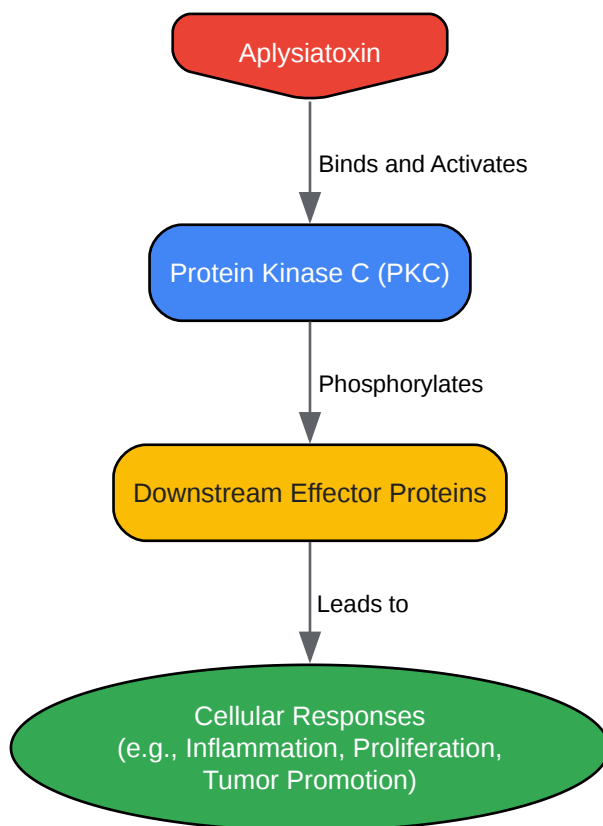 Aplysiatoxin
Binds and Activates
Protein Kinase C (PKC)
Phosphorylates
Downstream Effector Proteins
Leads to
Cellular Responses
(e.g., Inflammation, Proliferation,
Tumor Promotion)